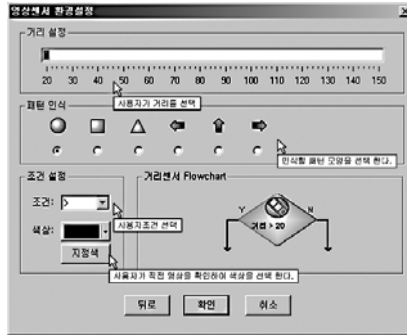 영상센서 환경설정
거리 설정
20 30 40 50 60 70 80 90 100 110 120 130 140 150
사용자가 거리를 선택
패턴 인식
인식할 패턴 모양을 선택 한다.
조건 설정
거리센서 Flowchart
조건: >
사용자조건 선택
색상:
지정색
Y N
거리 > 20
사용자가 직접 영상을 확인하여 색상을 선택 한다.
뒤로 확인 취소